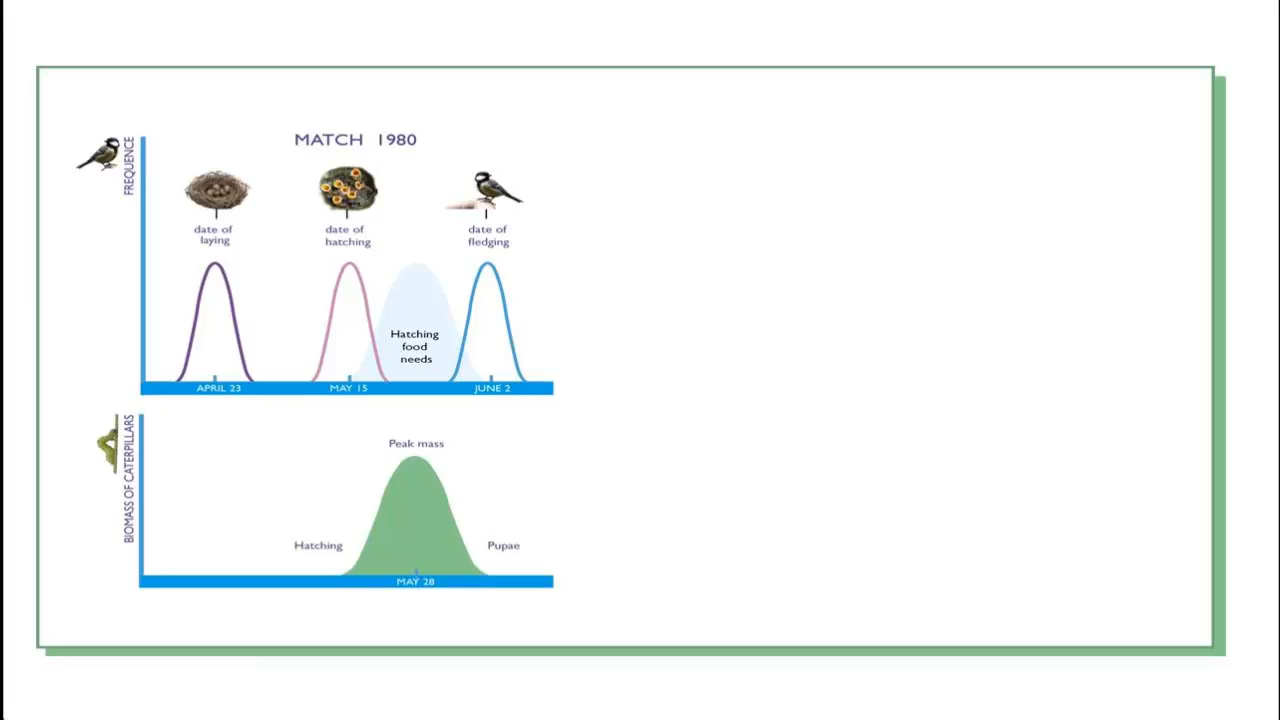 MATCH 1980
FREQUENCE
date of
laying
date of
hatching
date of
fledging
Hatching
food
needs
APRIL 23
MAY 15
JUNE 2
BIOMASS OF CATERPILLARS
Peak mass
Hatching
Pupae
MAY 28